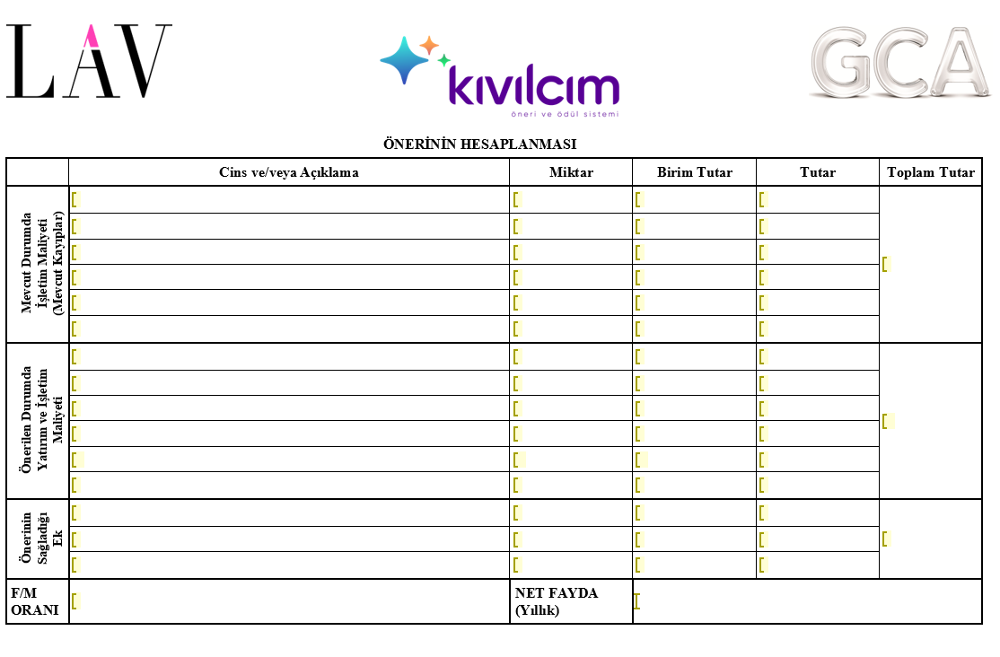 LAV
kıvılcım
öneri ve ödül sistemi
GCA
ÖNERİNİN HESAPLANMASI
Cins ve/veya Açıklama Miktar Birim Tutar Tutar Toplam Tutar
Mevcut Durumda
İşletim Maliyeti
(Mevcut Kayıplar)
Önerilen Durumda
Yatırım ve İşletim
Maliyeti
Önerinin
Sağladığı
Ek
F/M
ORANI
NET FAYDA
(Yıllık)